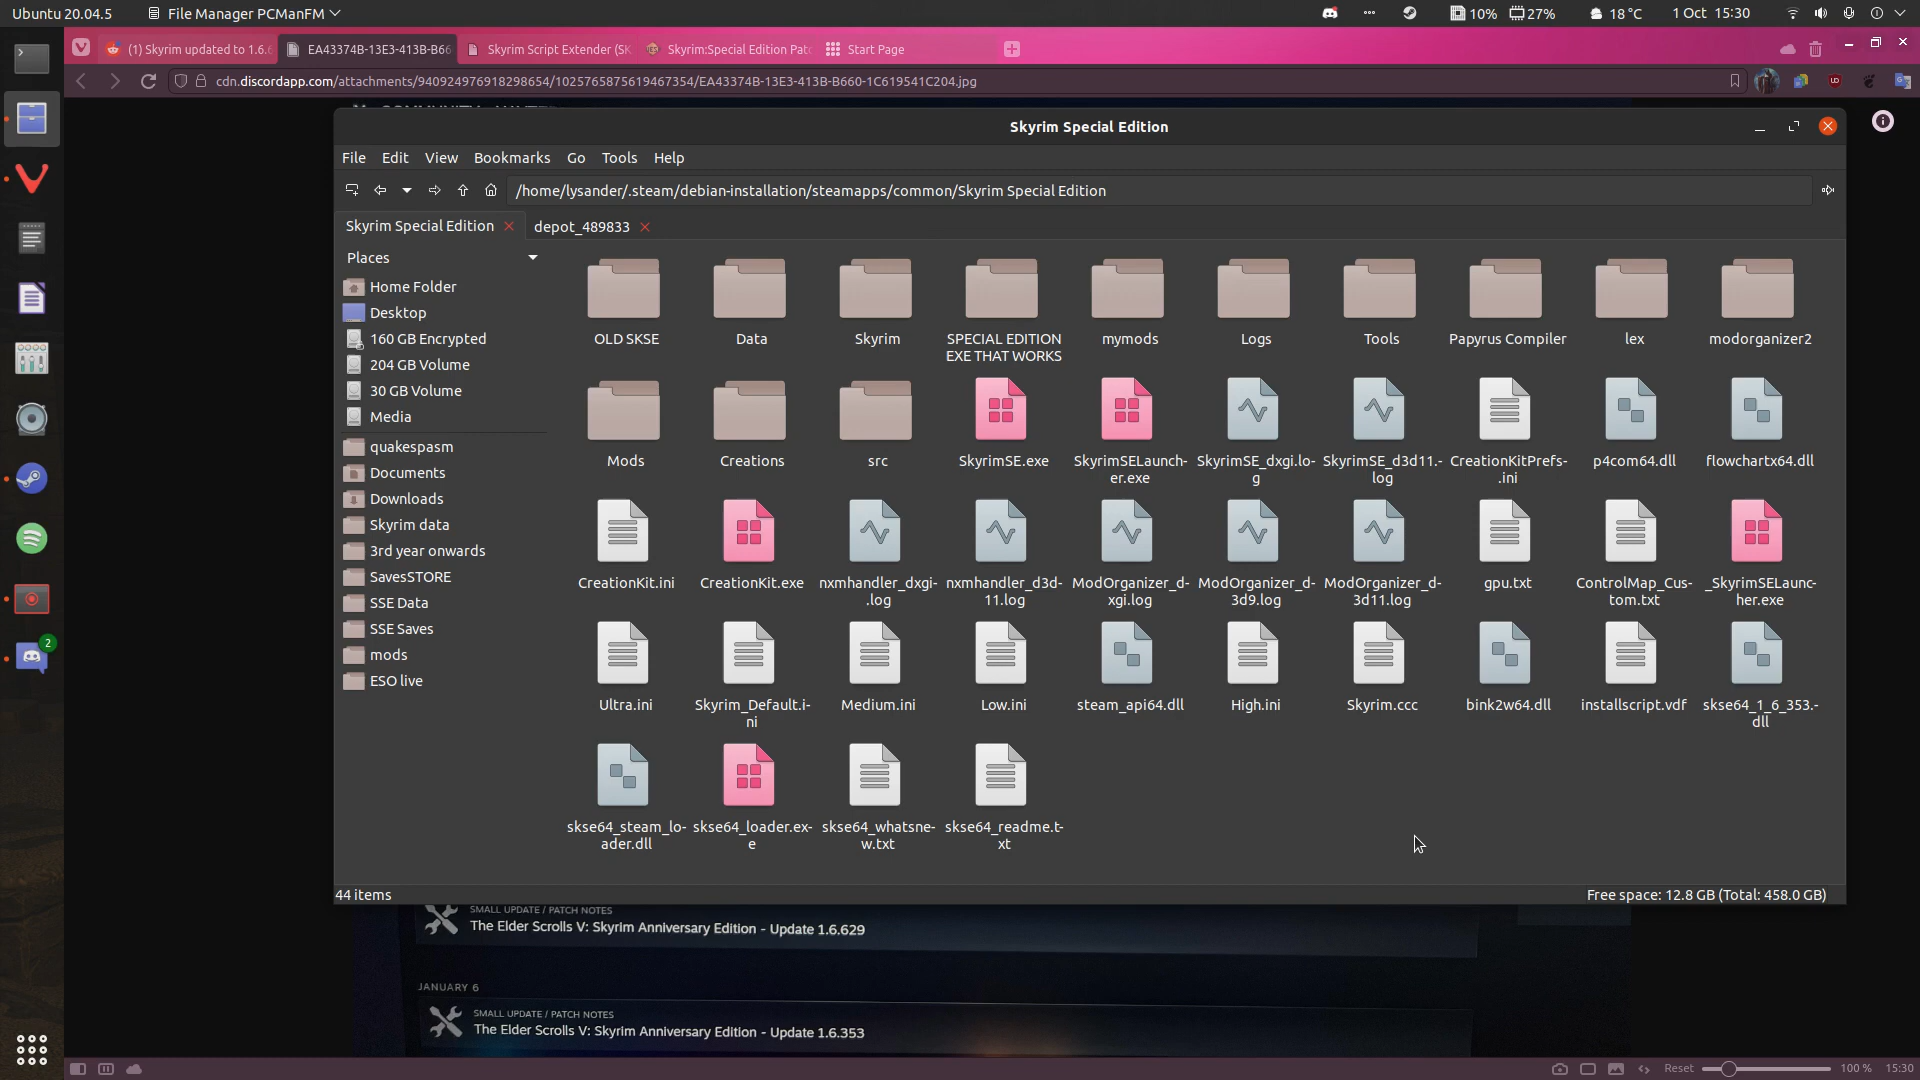 Ubuntu 20.04.5
File Manager PCManFM
10%
27%
18 °C
1 Oct 15:30
(1) Skyrim updated to 1.6.6
EA43374B-13E3-413B-B66
Skyrim Script Extender (SK
Skyrim:Special Edition Patc
Start Page
cdn.discordapp.com/attachments/940924976918298654/1025765875619467354/EA43374B-13E3-413B-B660-1C619541C204.jpg
Skyrim Special Edition
File Edit View Bookmarks Go Tools Help
/home/lysander/.steam/debian-installation/steamapps/common/Skyrim Special Edition
Skyrim Special Edition
depot_489833
Places
Home Folder
Desktop
160 GB Encrypted
204 GB Volume
30 GB Volume
Media
quakespasm
Documents
Downloads
Skyrim data
3rd year onwards
SavesSTORE
SSE Data
SSE Saves
mods
ESO live
OLD SKSE
Data
Skyrim
SPECIAL EDITION
EXE THAT WORKS
mymods
Logs
Tools
Papyrus Compiler
lex
modorganizer2
Mods
Creations
src
SkyrimSE.exe
SkyrimSELaunch-
er.exe
SkyrimSE_dxgi.lo-
g
SkyrimSE_d3d11.-
log
CreationKitPrefs-
.ini
p4com64.dll
flowchartx64.dll
CreationKit.ini
CreationKit.exe
nxmhandler_dxgi-
.log
nxmhandler_d3d-
11.log
ModOrganizer_d-
xgi.log
ModOrganizer_d-
3d9.log
ModOrganizer_d-
3d11.log
gpu.txt
ControlMap_Cus-
tom.txt
_SkyrimSELaunc-
her.exe
Ultra.ini
Skyrim_Default.i-
ni
Medium.ini
Low.ini
steam_api64.dll
High.ini
Skyrim.ccc
bink2w64.dll
installscript.vdf
skse64_1_6_353.-
dll
skse64_steam_lo-
ader.dll
skse64_loader.ex-
e
skse64_whatsne-
w.txt
skse64_readme.t-
xt
44 items
Free space: 12.8 GB (Total: 458.0 GB)
2
SMALL UPDATE / PATCH NOTES
The Elder Scrolls V: Skyrim Anniversary Edition - Update 1.6.629
JANUARY 6
SMALL UPDATE / PATCH NOTES
The Elder Scrolls V: Skyrim Anniversary Edition - Update 1.6.353
Reset
100 %
15:30